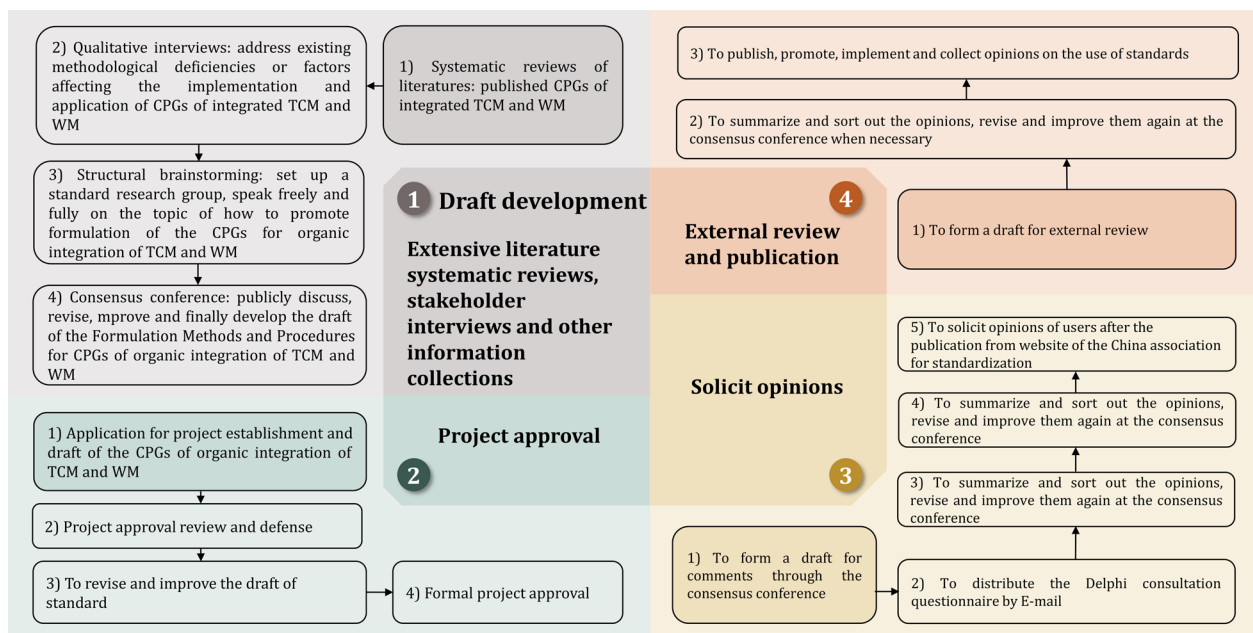 2) Qualitative interviews: address existing
methodological deficiencies or factors
affecting the implementation and
application of CPGs of integrated TCM and
WM
1) Systematic reviews of
literatures: published CPGs of
integrated TCM and WM
3) Structural brainstorming: set up a
standard research group, speak freely and
fully on the topic of how to promote
formulation of the CPGs for organic
integration of TCM and WM
4) Consensus conference: publicly discuss,
revise, mprove and finally develop the draft
of the Formulation Methods and Procedures
for CPGs of organic integration of TCM and
WM
1 Draft development
Extensive literature
systematic reviews,
stakeholder
interviews and other
information
collections
1) Application for project establishment and
draft of the CPGs of organic integration of
TCM and WM
2) Project approval review and defense
3) To revise and improve the draft of
standard
4) Formal project approval
Project approval
2
3) To publish, promote, implement and collect opinions on the use of standards
2) To summarize and sort out the opinions, revise and improve them again at the
consensus conference when necessary
1) To form a draft for external review
4
External review
and publication
Solicit opinions
3
5) To solicit opinions of users after the
publication from website of the China association
for standardization
4) To summarize and sort out the opinions,
revise and improve them again at the consensus
conference
3) To summarize and sort out the opinions,
revise and improve them again at the consensus
conference
1) To form a draft for
comments through the
consensus conference
2) To distribute the Delphi consultation
questionnaire by E-mail